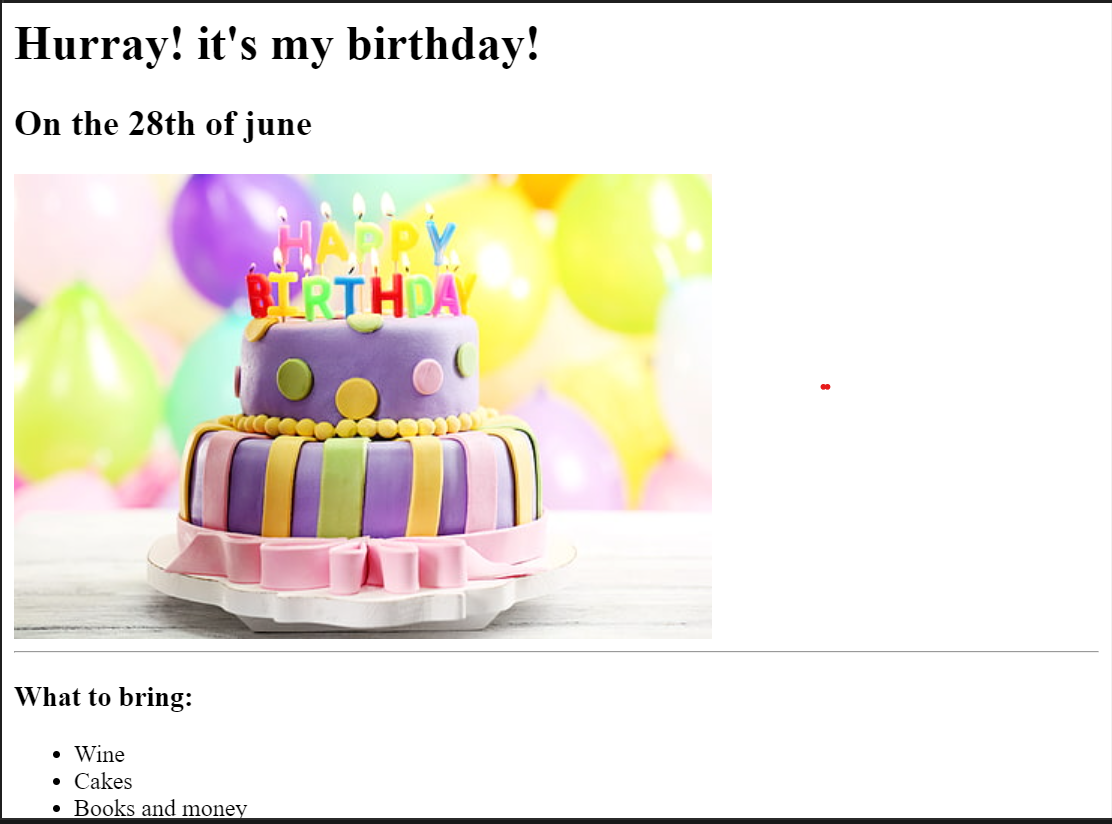 Hurray! it's my birthday!
On the 28th of june
HAPPY
BIRTHDAY
What to bring:
Wine
Cakes
Books and money